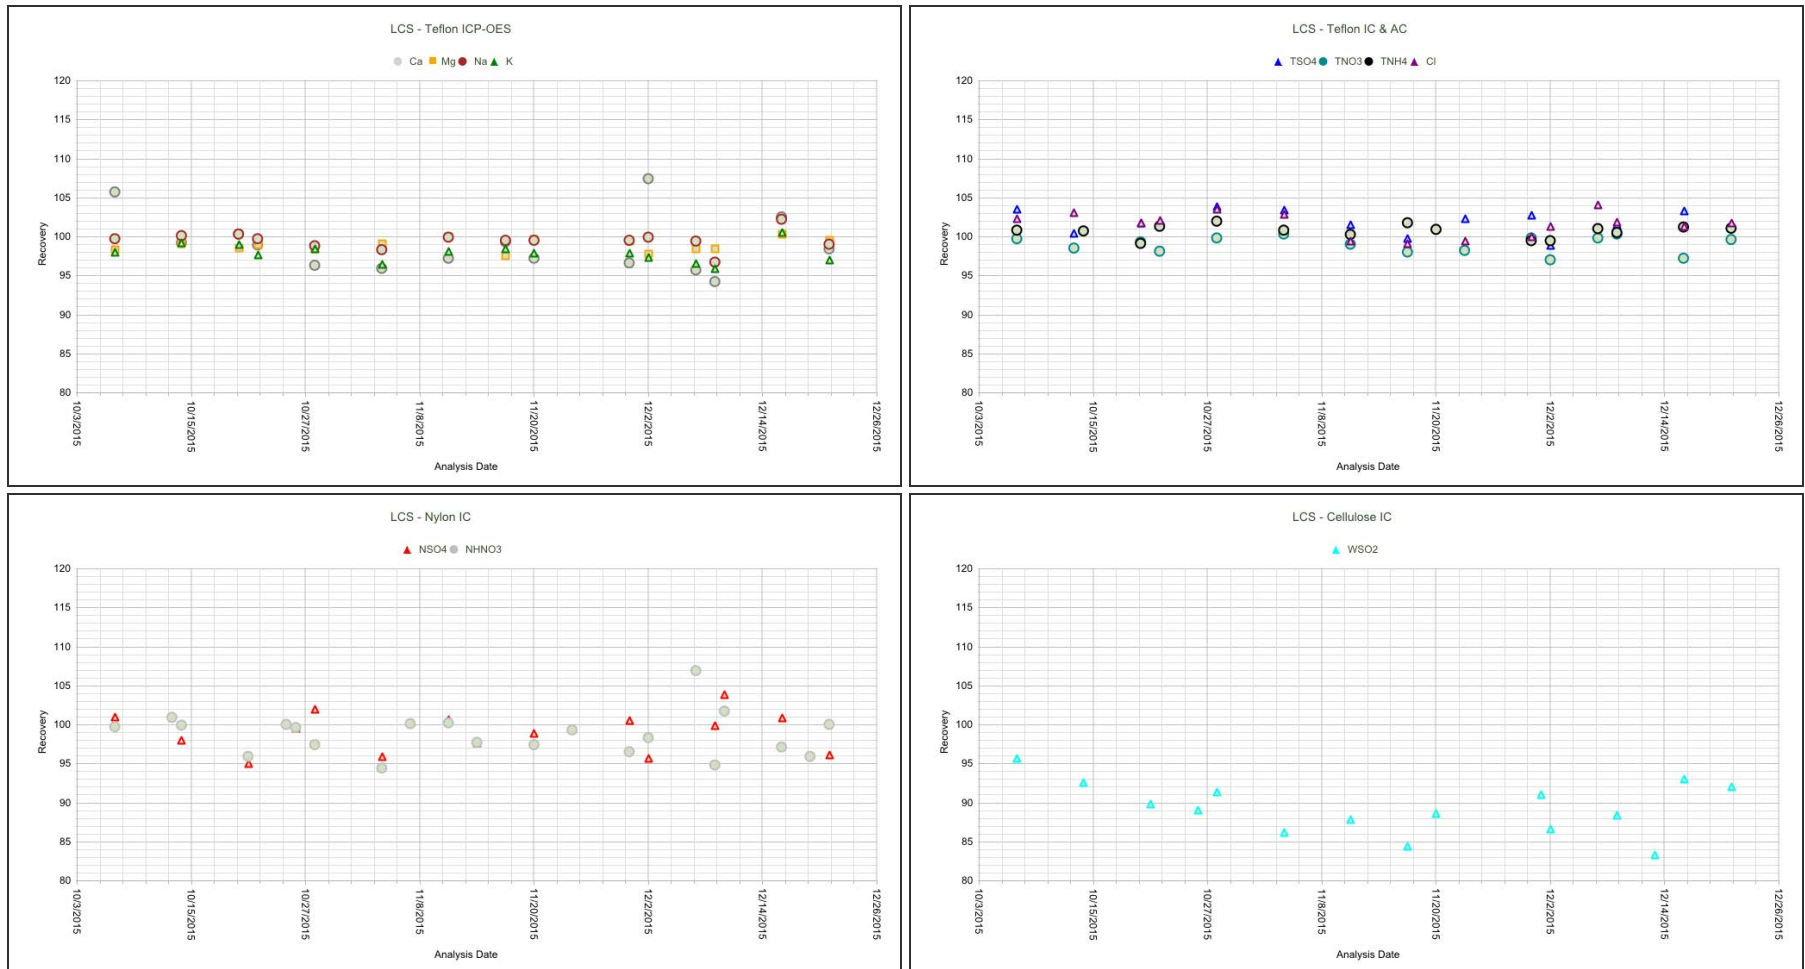 LCS - Teflon ICP-OES
Ca Mg Na K
120
115
110
105
100
95
90
85
80
Recovery
10/3/2015 10/15/2015 10/27/2015 11/8/2015 11/20/2015 12/2/2015 12/14/2015 12/26/2015
Analysis Date
LCS - Teflon IC & AC
TSO4 TNO3 TNH4 Cl
120
115
110
105
100
95
90
85
80
Recovery
10/3/2015 10/15/2015 10/27/2015 11/8/2015 11/20/2015 12/2/2015 12/14/2015 12/26/2015
Analysis Date
LCS - Nylon IC
NSO4 NHNO3
120
115
110
105
100
95
90
85
80
Recovery
10/3/2015 10/15/2015 10/27/2015 11/8/2015 11/20/2015 12/2/2015 12/14/2015 12/26/2015
Analysis Date
LCS - Cellulose IC
WSO2
120
115
110
105
100
95
90
85
80
Recovery
10/3/2015 10/15/2015 10/27/2015 11/8/2015 11/20/2015 12/2/2015 12/14/2015 12/26/2015
Analysis Date